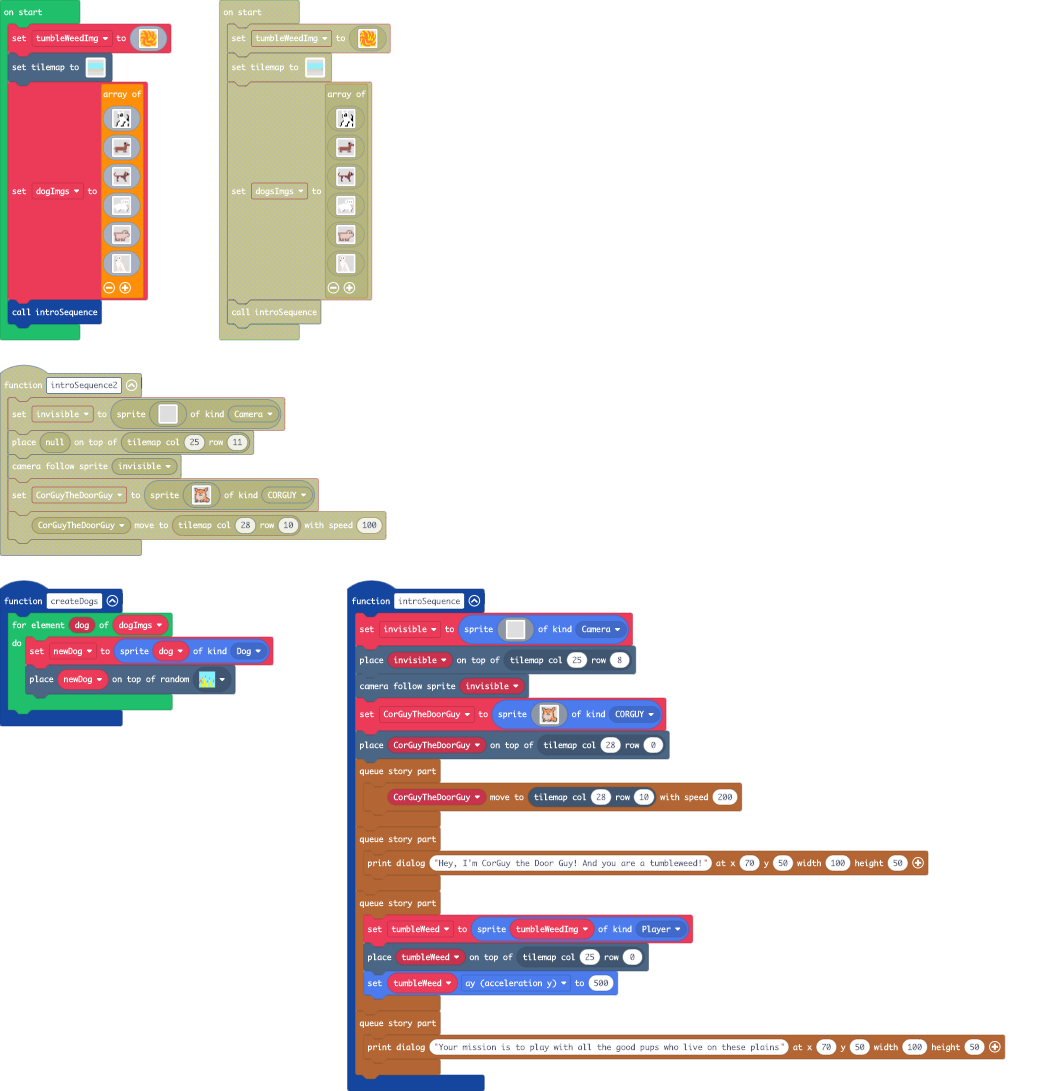 on start
set tumbleWeedImg to
set tilemap to
array of
set dogImgs to
call introSequence
on start
set tumbleWeedImg to
set tilemap to
array of
set dogsImgs to
call introSequence
function introSequence2
set invisible to sprite of kind Camera
place null on top of tilemap col 25 row 11
camera follow sprite invisible
set CorGuyTheDoorGuy to sprite of kind CORGUY
CorGuyTheDoorGuy move to tilemap col 28 row 10 with speed 100
function createDogs
for element dog of dogImgs
do
set newDog to sprite dog of kind Dog
place newDog on top of random
function introSequence
set invisible to sprite of kind Camera
place invisible on top of tilemap col 25 row 8
camera follow sprite invisible
set CorGuyTheDoorGuy to sprite of kind CORGUY
place CorGuyTheDoorGuy on top of tilemap col 28 row 0
queue story part
CorGuyTheDoorGuy move to tilemap col 28 row 10 with speed 200
queue story part
print dialog "Hey, I'm CorGuy the Door Guy! And you are a tumbleweed!" at x 70 y 50 width 100 height 50
queue story part
set tumbleWeed to sprite tumbleWeedImg of kind Player
place tumbleWeed on top of tilemap col 25 row 0
set tumbleWeed ay (acceleration y) to 500
queue story part
print dialog "Your mission is to play with all the good pups who live on these plains" at x 70 y 50 width 100 height 50